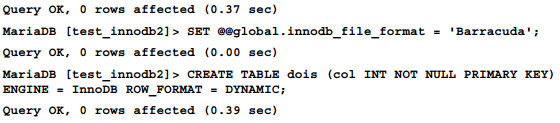 Query OK, 0 rows affected (0.37 sec)
MariaDB [test_innodb2]> SET @@global.innodb_file_format = 'Barracuda';
Query OK, 0 rows affected (0.00 sec)
MariaDB [test_innodb2]> CREATE TABLE dois (col INT NOT NULL PRIMARY KEY)
ENGINE = InnoDB ROW_FORMAT = DYNAMIC;
Query OK, 0 rows affected (0.39 sec)